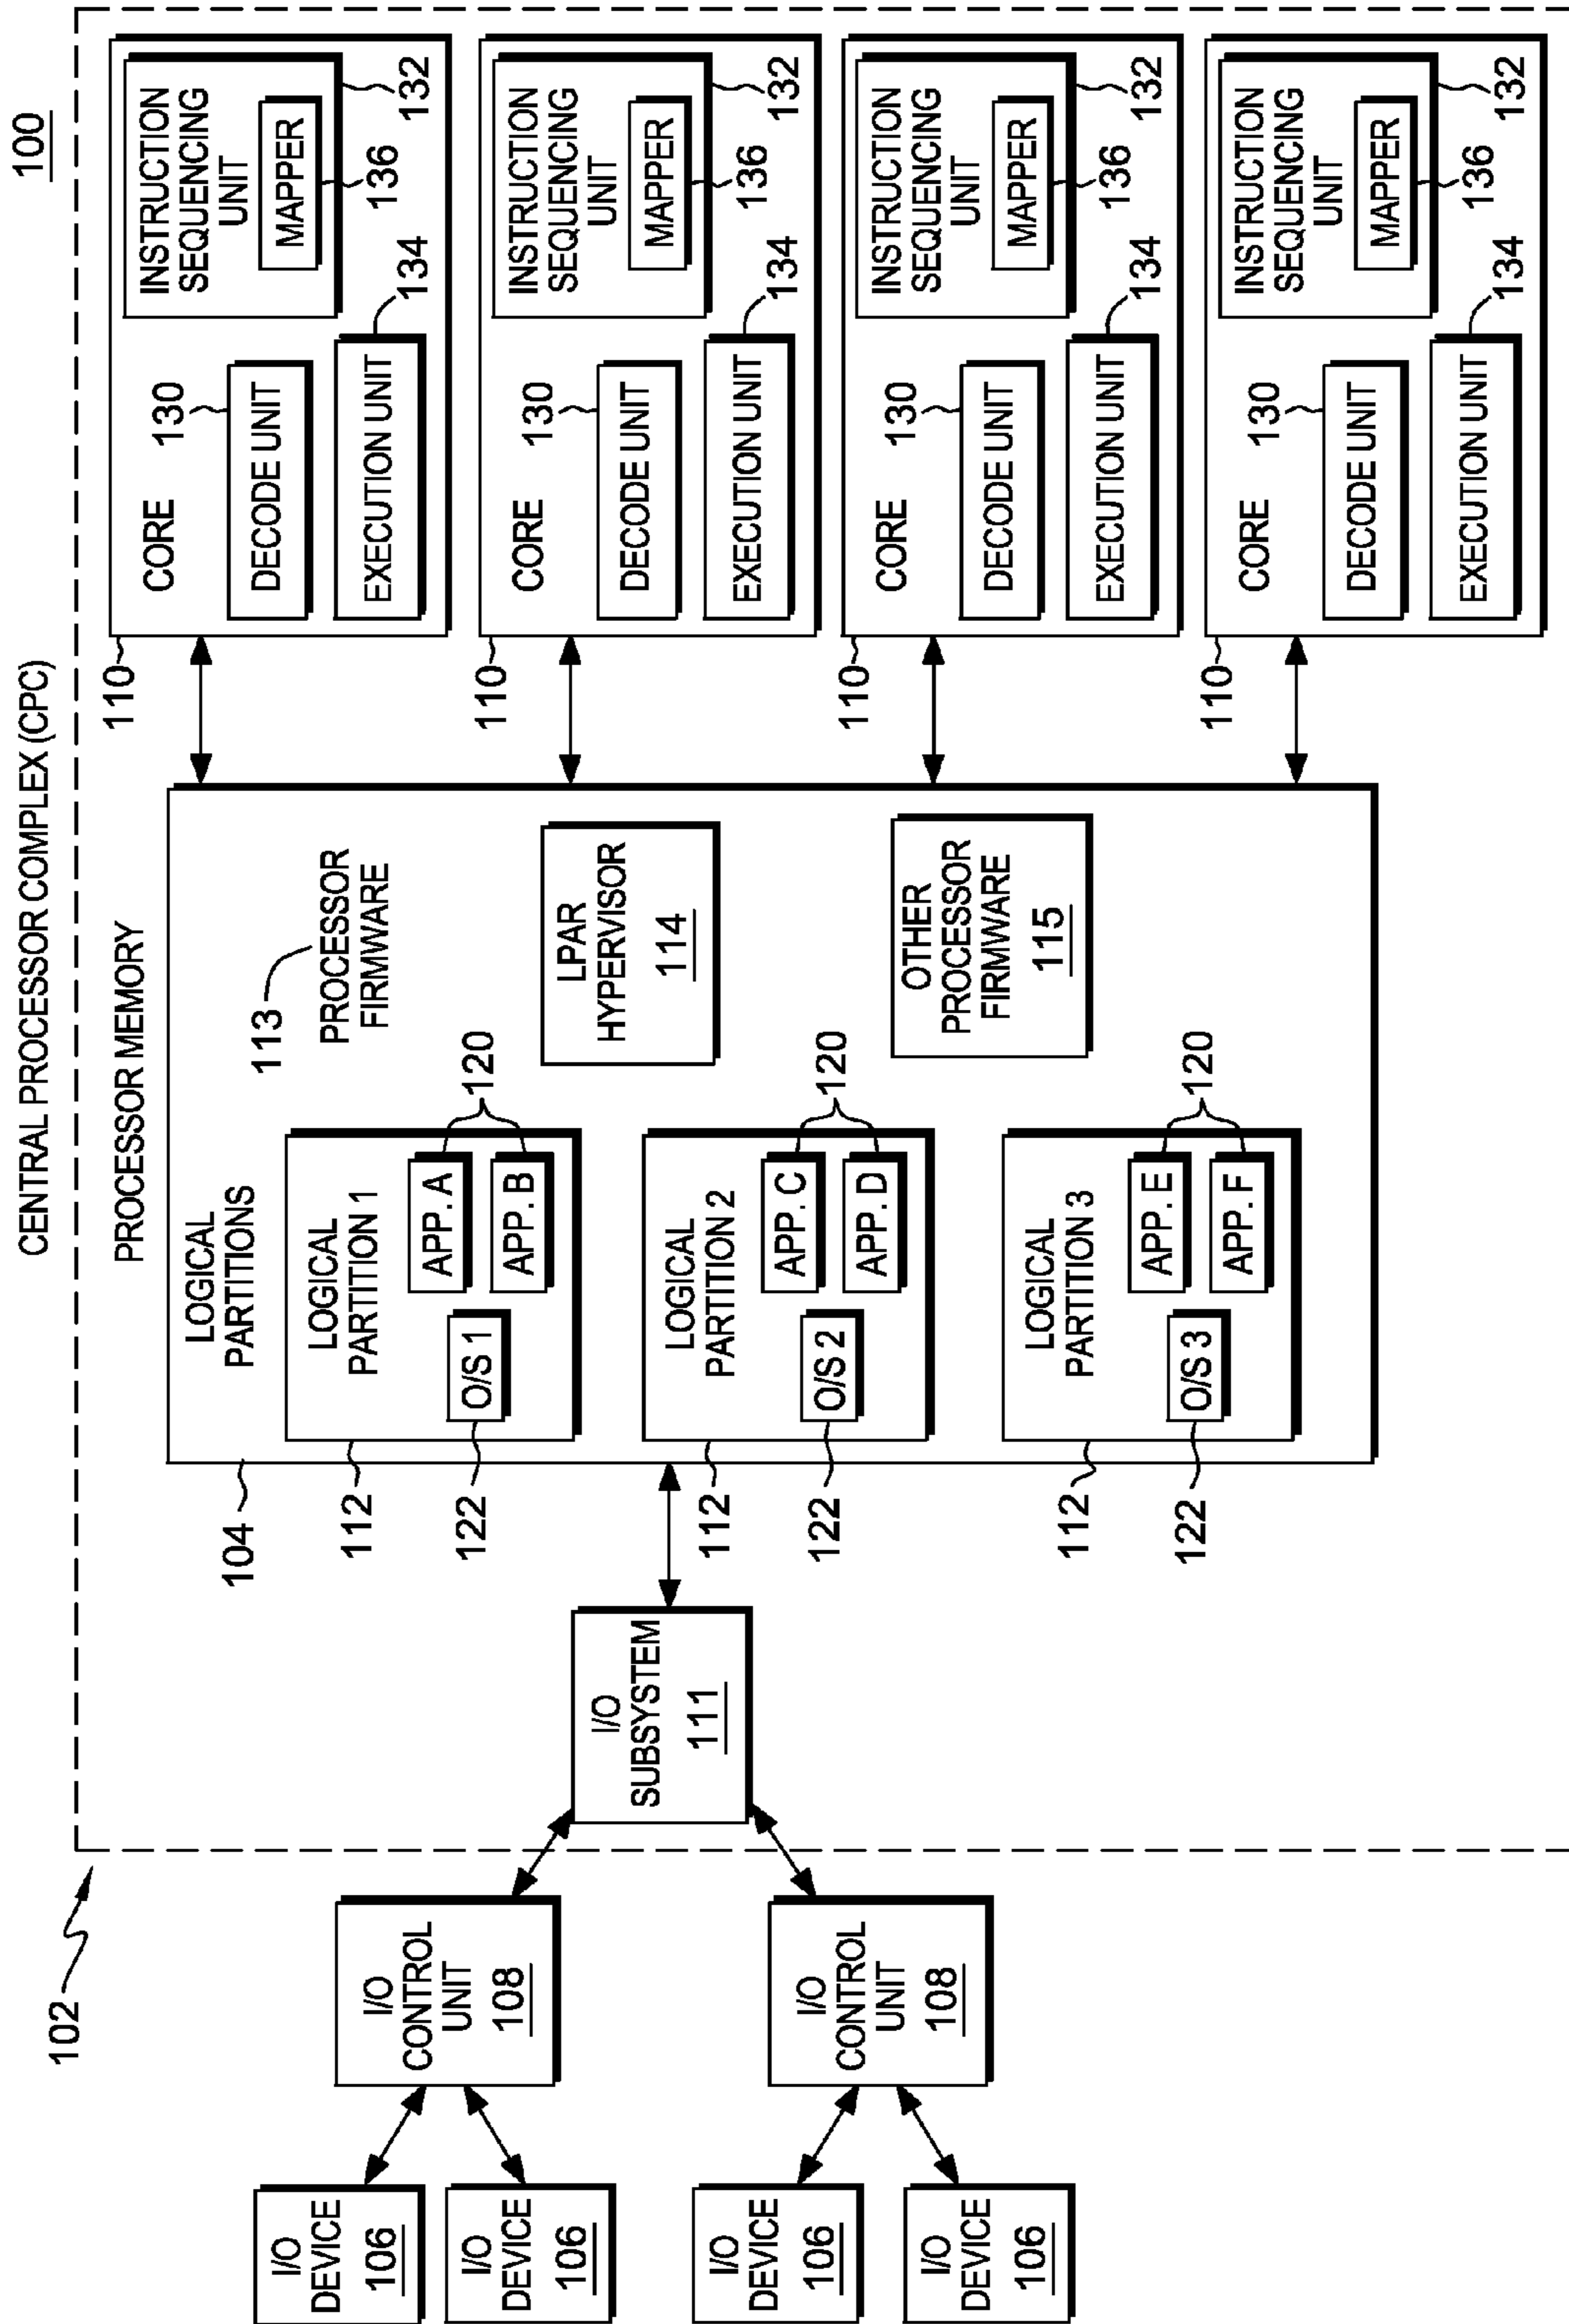 100
CENTRAL PROCESSOR COMPLEX (CPC)
102
PROCESSOR MEMORY
104
LOGICAL
PARTITIONS
112
LOGICAL
PARTITION 1
122
O/S 1
APP. A
APP. B
120
112
LOGICAL
PARTITION 2
122
O/S 2
APP. C
APP. D
120
112
LOGICAL
PARTITION 3
122
O/S 3
APP. E
APP. F
120
113
PROCESSOR
FIRMWARE
LPAR
HYPERVISOR
114
OTHER
PROCESSOR
FIRMWARE
115
110
CORE
130
DECODE UNIT
EXECUTION UNIT
134
INSTRUCTION
SEQUENCING
UNIT
MAPPER
136
132
110
CORE
130
DECODE UNIT
EXECUTION UNIT
134
INSTRUCTION
SEQUENCING
UNIT
MAPPER
136
132
110
CORE
130
DECODE UNIT
EXECUTION UNIT
134
INSTRUCTION
SEQUENCING
UNIT
MAPPER
136
132
110
CORE
130
DECODE UNIT
EXECUTION UNIT
134
INSTRUCTION
SEQUENCING
UNIT
MAPPER
136
132
I/O
SUBSYSTEM
111
I/O
CONTROL
UNIT
108
I/O
CONTROL
UNIT
108
I/O
DEVICE
106
I/O
DEVICE
106
I/O
DEVICE
106
I/O
DEVICE
106